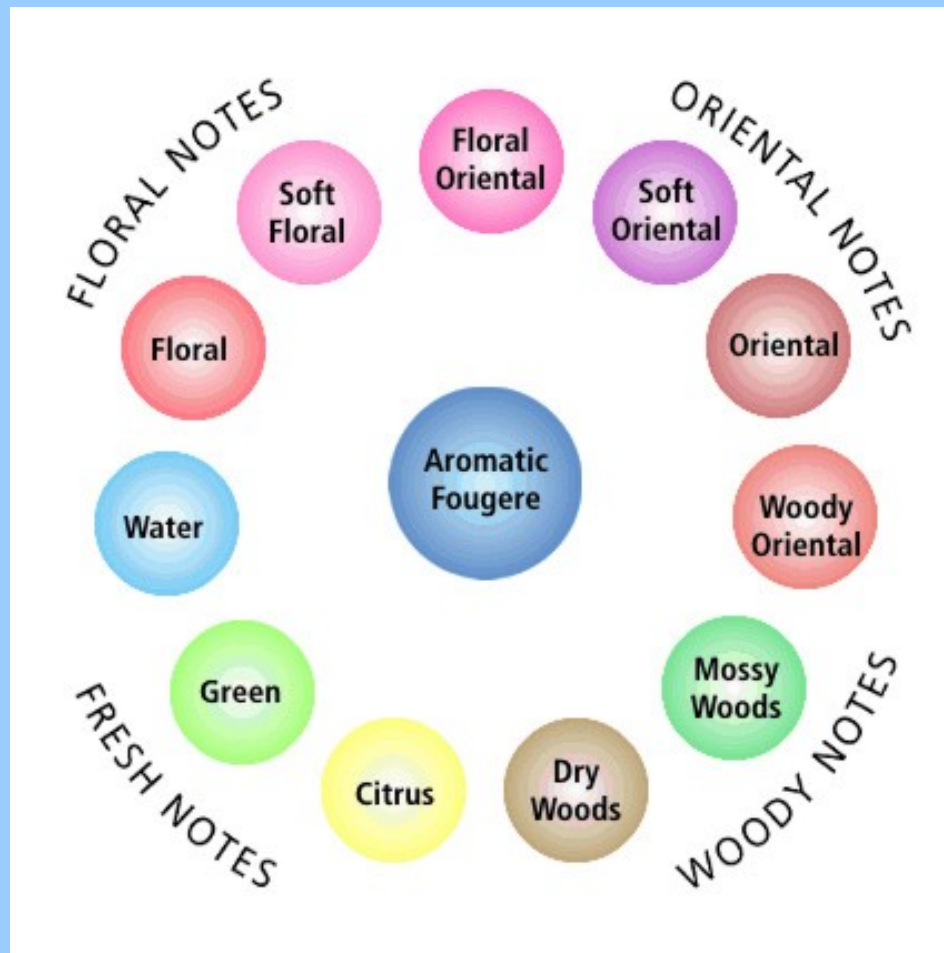 FLORAL NOTES
ORIENTAL NOTES
Floral
Oriental
Soft
Floral
Soft
Oriental
Floral
Oriental
Water
Aromatic
Fougere
Woody
Oriental
Green
Mossy
Woods
Citrus
Dry
Woods
FRESH NOTES
WOODY NOTES